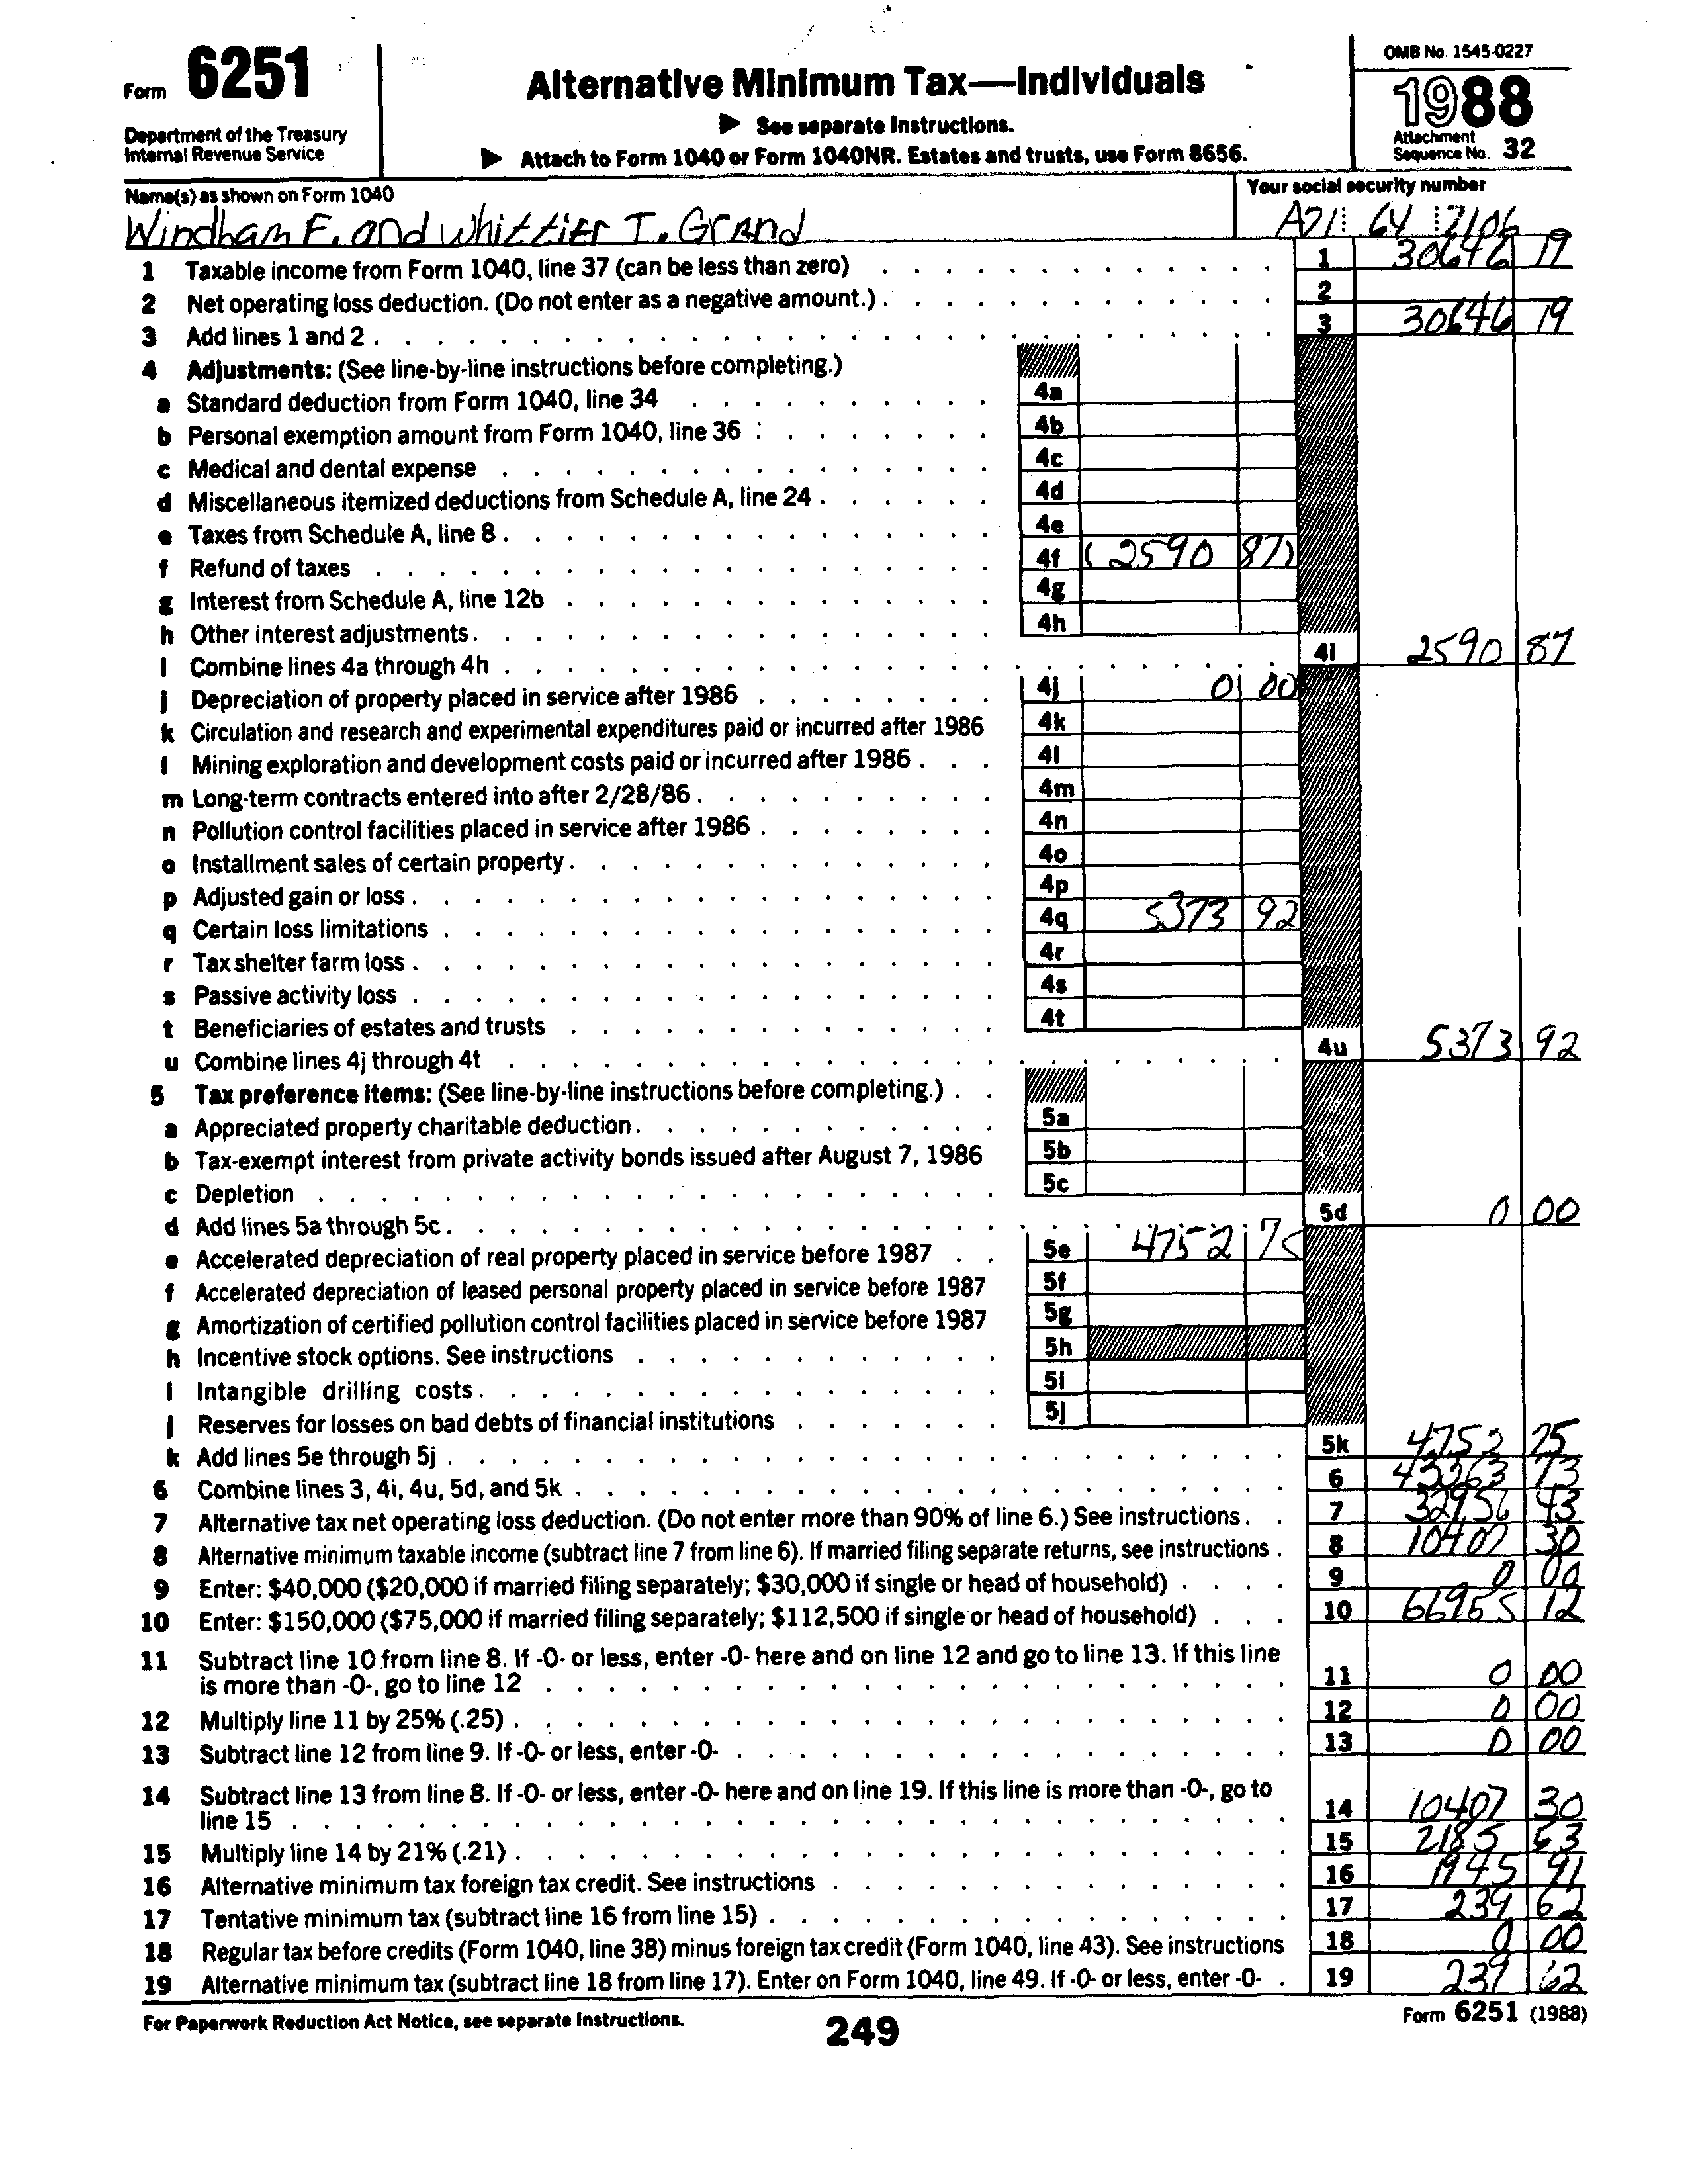 Form 6251
Department of the Treasury
Internal Revenue Service
Alternative Minimum Tax—Individuals
▶ See separate Instructions.
▶ Attach to Form 1040 or Form 1040NR. Estates and trusts, use Form 8656.
OMB No. 1545-0227
1988
Attachment
Sequence No. 32
Name(s) as shown on Form 1040
Your social security number
Windham F. and Whittier T. Grand
A71 64 7106
1 Taxable income from Form 1040, line 37 (can be less than zero) 1 30646 19
2 Net operating loss deduction. (Do not enter as a negative amount.) 2
3 Add lines 1 and 2 3 30646 19
4 Adjustments: (See line-by-line instructions before completing.)
a Standard deduction from Form 1040, line 34 4a
b Personal exemption amount from Form 1040, line 36 4b
c Medical and dental expense 4c
d Miscellaneous itemized deductions from Schedule A, line 24 4d
e Taxes from Schedule A, line 8 4e
f Refund of taxes 4f (2590 87)
g Interest from Schedule A, line 12b 4g
h Other interest adjustments 4h
i Combine lines 4a through 4h 4i 2590 87
j Depreciation of property placed in service after 1986 4j 0 00
k Circulation and research and experimental expenditures paid or incurred after 1986 4k
l Mining exploration and development costs paid or incurred after 1986 4l
m Long-term contracts entered into after 2/28/86 4m
n Pollution control facilities placed in service after 1986 4n
o Installment sales of certain property 4o
p Adjusted gain or loss 4p
q Certain loss limitations 4q 5373 92
r Tax shelter farm loss 4r
s Passive activity loss 4s
t Beneficiaries of estates and trusts 4t
u Combine lines 4j through 4t 4u 5373 92
5 Tax preference items: (See line-by-line instructions before completing.)
a Appreciated property charitable deduction 5a
b Tax-exempt interest from private activity bonds issued after August 7, 1986 5b
c Depletion 5c
d Add lines 5a through 5c 5d 0 00
e Accelerated depreciation of real property placed in service before 1987 5e 4752 75
f Accelerated depreciation of leased personal property placed in service before 1987 5f
g Amortization of certified pollution control facilities placed in service before 1987 5g
h Incentive stock options. See instructions 5h
i Intangible drilling costs 5i
j Reserves for losses on bad debts of financial institutions 5j
k Add lines 5e through 5j 5k 4752 75
6 Combine lines 3, 4i, 4u, 5d, and 5k 6 43363 73
7 Alternative tax net operating loss deduction. (Do not enter more than 90% of line 6.) See instructions 7 32956 43
8 Alternative minimum taxable income (subtract line 7 from line 6). If married filing separate returns, see instructions 8 10407 30
9 Enter: $40,000 ($20,000 if married filing separately; $30,000 if single or head of household) 9 0 00
10 Enter: $150,000 ($75,000 if married filing separately; $112,500 if single or head of household) 10 66955 12
11 Subtract line 10 from line 8. If -0- or less, enter -0- here and on line 12 and go to line 13. If this line
is more than -0-, go to line 12 11 0 00
12 Multiply line 11 by 25% (.25) 12 0 00
13 Subtract line 12 from line 9. If -0- or less, enter -0- 13 0 00
14 Subtract line 13 from line 8. If -0- or less, enter -0- here and on line 19. If this line is more than -0-, go to
line 15 14 10407 30
15 Multiply line 14 by 21% (.21) 15 2185 53
16 Alternative minimum tax foreign tax credit. See instructions 16 1945 91
17 Tentative minimum tax (subtract line 16 from line 15) 17 239 62
18 Regular tax before credits (Form 1040, line 38) minus foreign tax credit (Form 1040, line 43). See instructions 18 0 00
19 Alternative minimum tax (subtract line 18 from line 17). Enter on Form 1040, line 49. If -0- or less, enter -0- 19 239 62
For Paperwork Reduction Act Notice, see separate Instructions.
249
Form 6251 (1988)